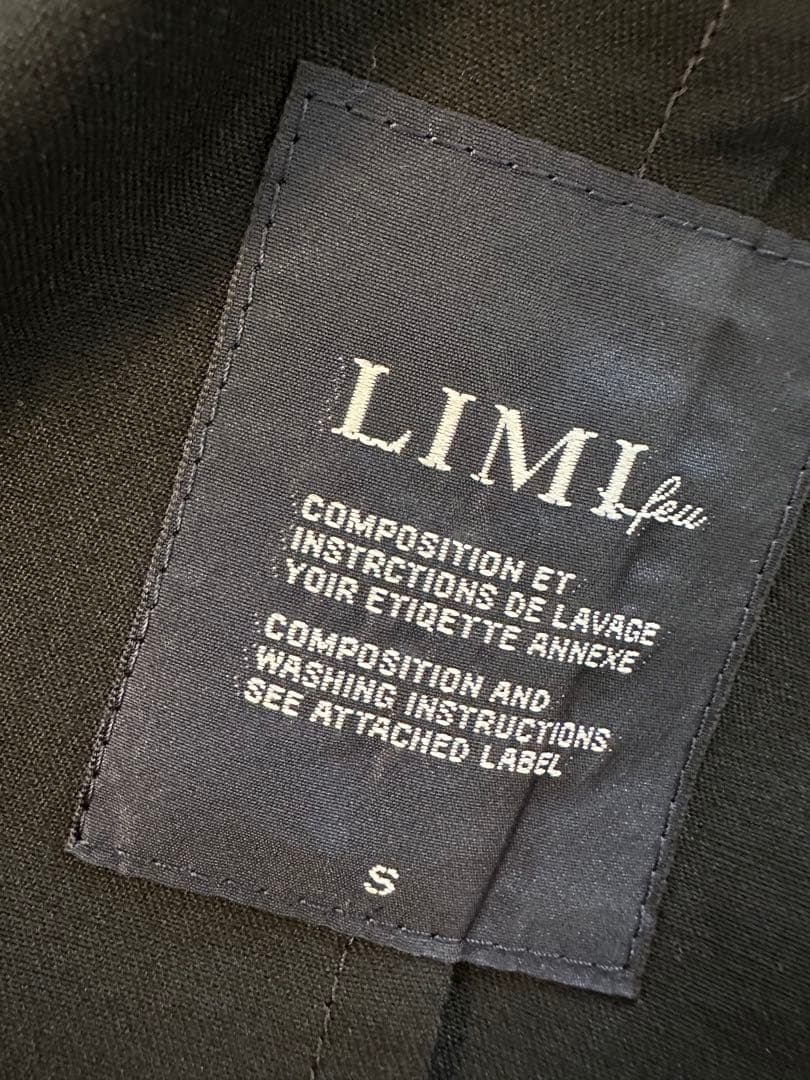 LIMI feu
COMPOSITION ET
INSTRCTIONS DE LAVAGE
YOIR ETIQETTE ANNEXE
COMPOSITION AND
WASHING INSTRUCTIONS
SEE ATTACHED LABEL
S